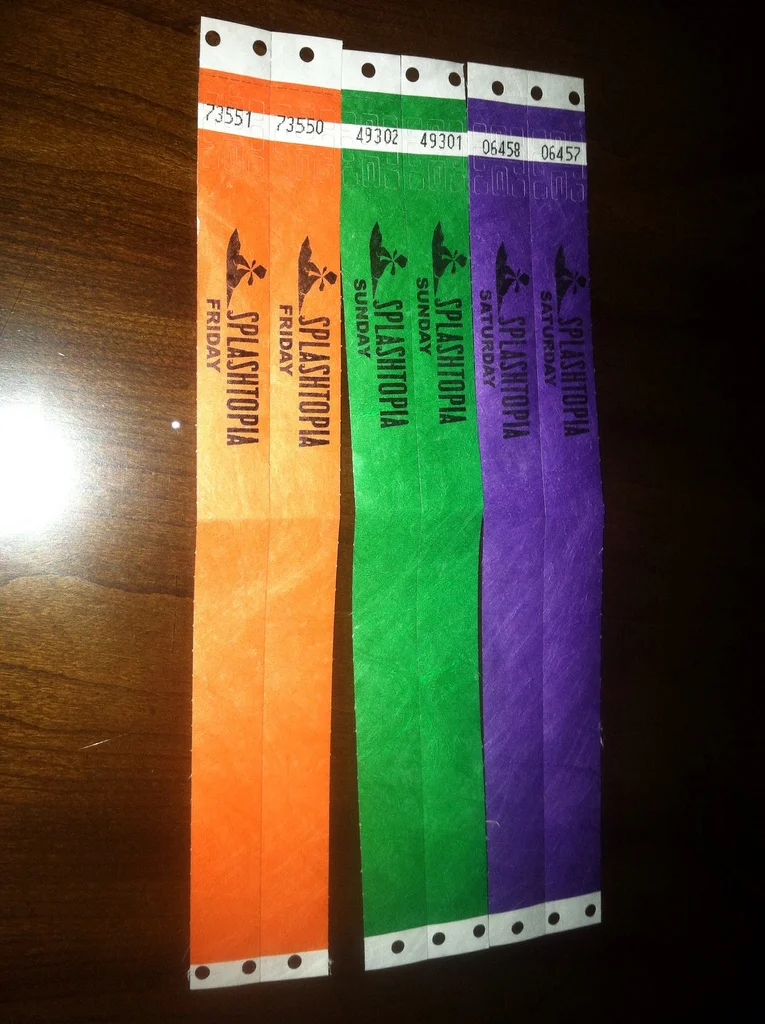 73551
73550
49302
49301
06458
06457
SPLASHTOPIA
FRIDAY
SPLASHTOPIA
FRIDAY
SPLASHTOPIA
SUNDAY
SPLASHTOPIA
SUNDAY
SPLASHTOPIA
SATURDAY
SPLASHTOPIA
SATURDAY